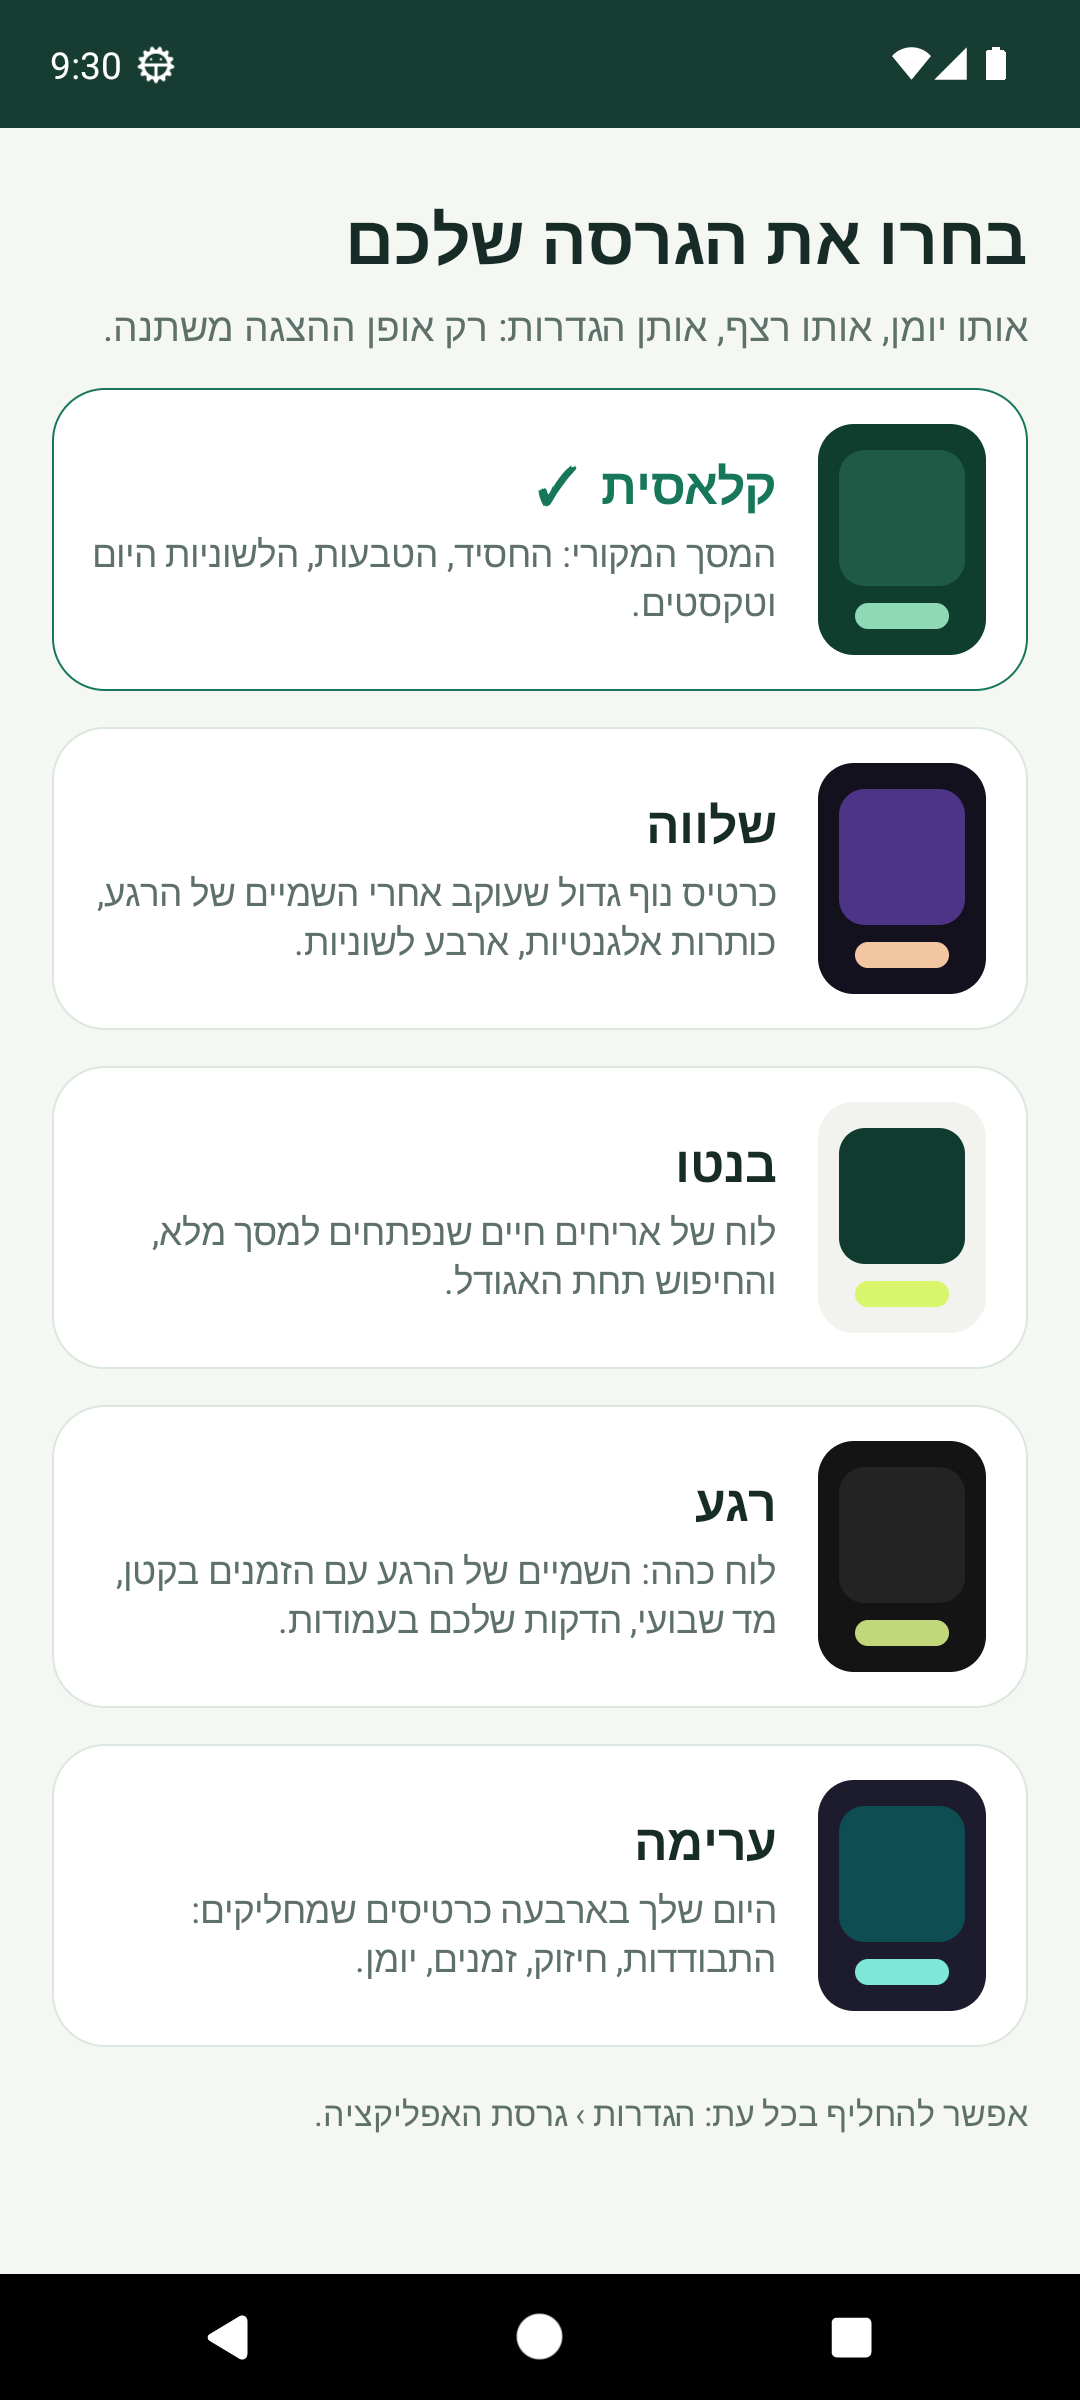 9:30
בחרו את הגרסה שלכם
אותו יומן, אותו רצף, אותן הגדרות: רק אופן ההצגה משתנה.
קלאסית ✓
המסך המקורי: החסיד, הטבעות, הלשוניות היום
וטקסטים.
שלווה
כרטיס נוף גדול שעוקב אחרי השמיים של הרגע,
כותרות אלגנטיות, ארבע לשוניות.
בנטו
לוח של אריחים חיים שנפתחים למסך מלא,
והחיפוש תחת האגודל.
רגע
לוח כהה: השמיים של הרגע עם הזמנים בקטן,
מד שבועי, הדקות שלכם בעמודות.
ערימה
היום שלך בארבעה כרטיסים שמחליקים:
התבודדות, חיזוק, זמנים, יומן.
אפשר להחליף בכל עת: הגדרות › גרסת האפליקציה.